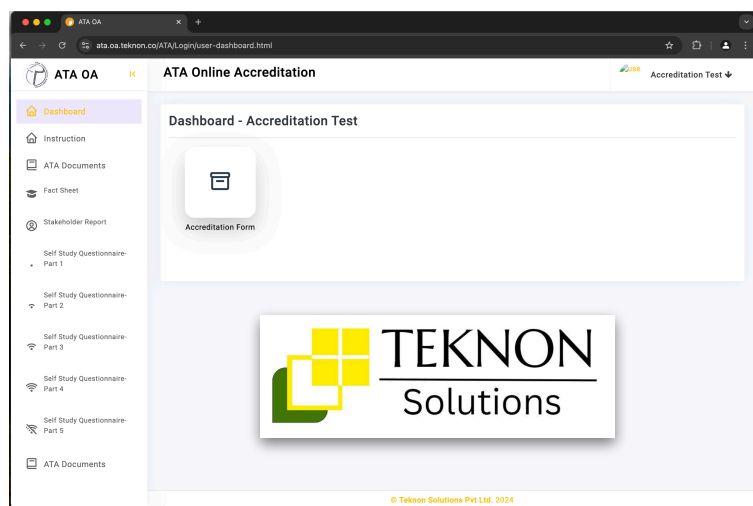 ATA OA
ata.oa.teknon.co/ATA/Login/user-dashboard.html
ATA OA
ATA Online Accreditation
use
Accreditation Test
Dashboard
Instruction
ATA Documents
Fact Sheet
Stakeholder Report
Self Study Questionnaire-
Part 1
Self Study Questionnaire-
Part 2
Self Study Questionnaire-
Part 3
Self Study Questionnaire-
Part 4
Self Study Questionnaire-
Part 5
ATA Documents
Dashboard - Accreditation Test
Accreditation Form
TEKNON
Solutions
© Teknon Solutions Pvt Ltd. 2024